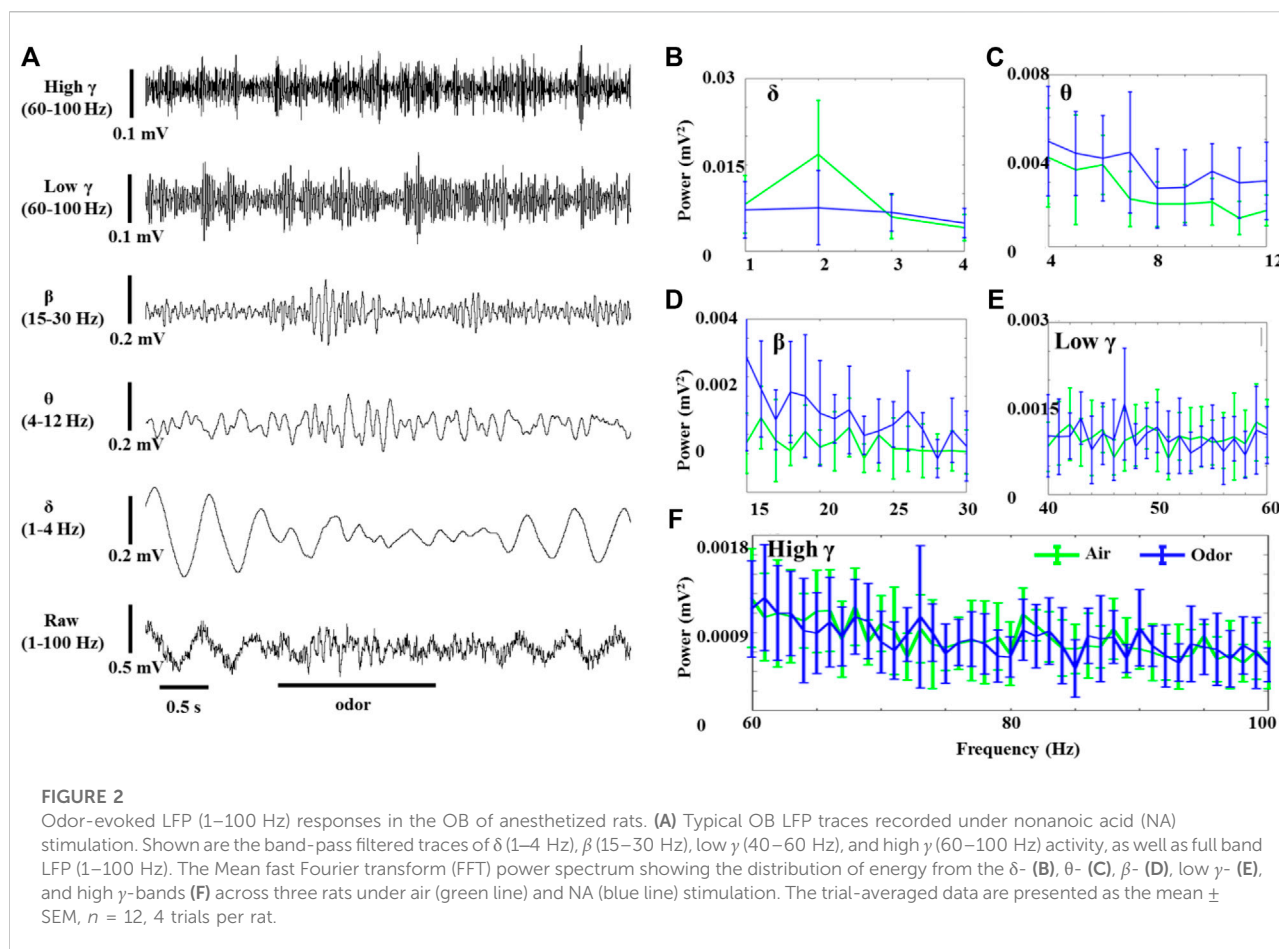 A
High γ
(60-100 Hz)
0.1 mV
Low γ
(60-100 Hz)
0.1 mV
β
(15-30 Hz)
0.2 mV
θ
(4-12 Hz)
0.2 mV
δ
(1-4 Hz)
0.2 mV
Raw
(1-100 Hz)
0.5 mV
0.5 s
odor
B
δ
Power (mV²)
0.03
0.015
0
1
2
3
4
C
θ
0.008
0.004
0
4
8
12
D
β
Power (mV²)
0.004
0.002
0
15
20
25
30
E
Low γ
0.003
0.0015
0
40
50
60
F
High γ
Air
Odor
Power (mV²)
0.0018
0.0009
0
60
80
100
Frequency (Hz)
FIGURE 2
Odor-evoked LFP (1–100 Hz) responses in the OB of anesthetized rats. (A) Typical OB LFP traces recorded under nonanoic acid (NA)
stimulation. Shown are the band-pass filtered traces of δ (1–4 Hz), β (15–30 Hz), low γ (40–60 Hz), and high γ (60–100 Hz) activity, as well as full band
LFP (1–100 Hz). The Mean fast Fourier transform (FFT) power spectrum showing the distribution of energy from the δ- (B), θ- (C), β- (D), low γ- (E),
and high γ-bands (F) across three rats under air (green line) and NA (blue line) stimulation. The trial-averaged data are presented as the mean ±
SEM, n = 12, 4 trials per rat.